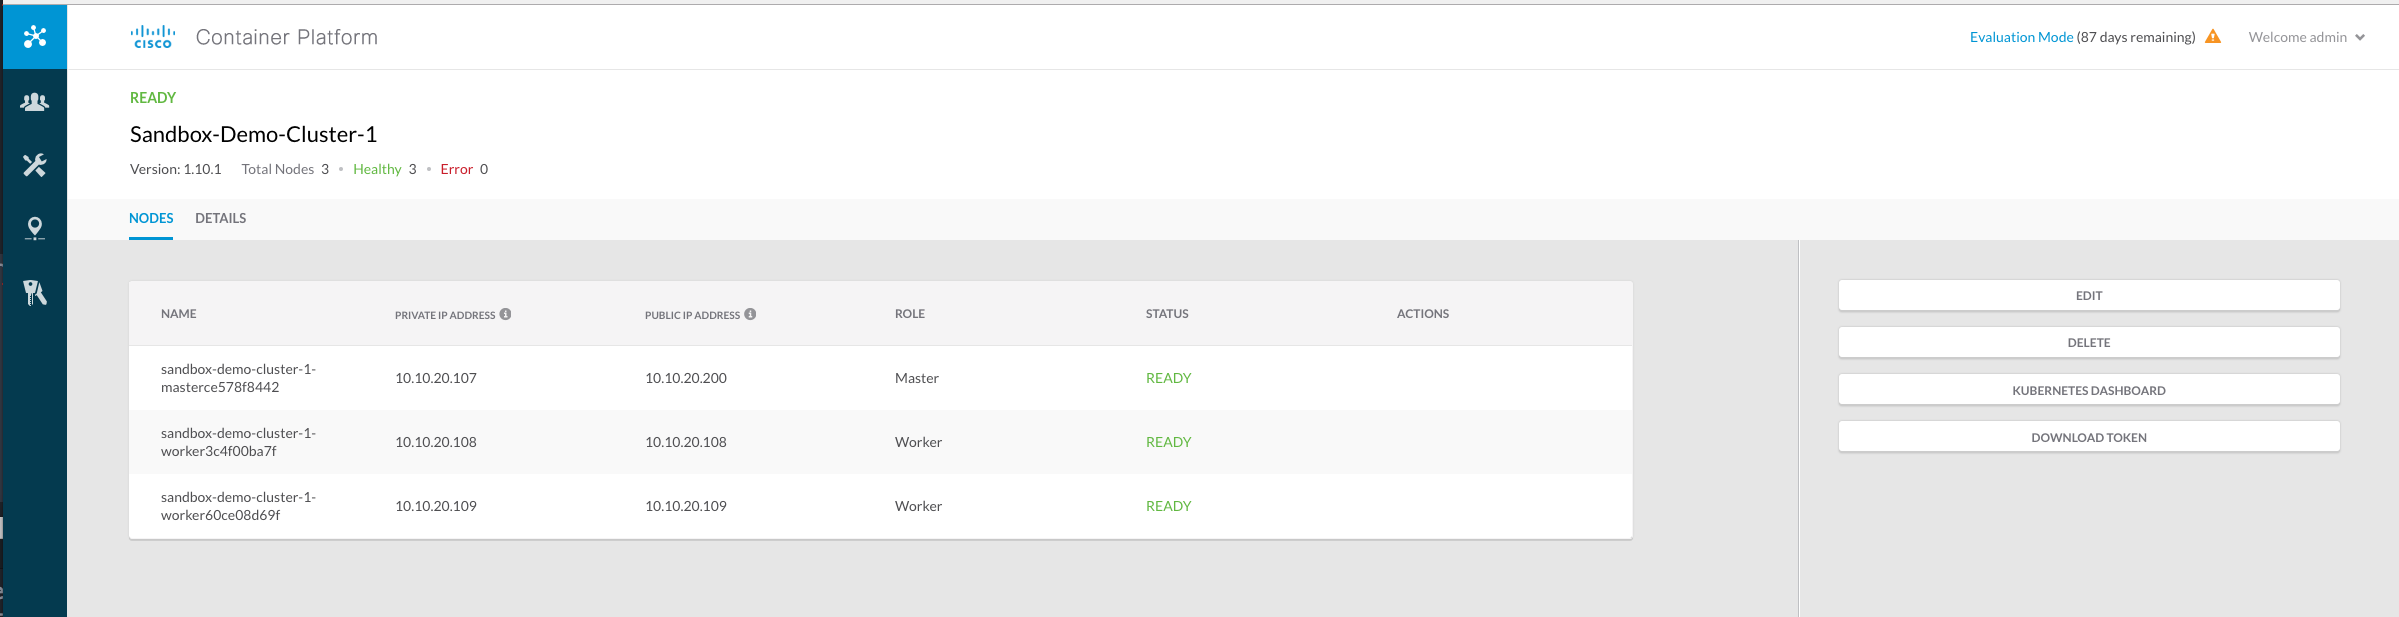 CISCO Container Platform
Evaluation Mode (87 days remaining) Welcome admin
READY
Sandbox-Demo-Cluster-1
Version: 1.10.1 Total Nodes 3 • Healthy 3 • Error 0
NODES DETAILS
NAME PRIVATE IP ADDRESS PUBLIC IP ADDRESS ROLE STATUS ACTIONS
sandbox-demo-cluster-1-
masterce578f8442 10.10.20.107 10.10.20.200 Master READY
sandbox-demo-cluster-1-
worker3c4f00ba7f 10.10.20.108 10.10.20.108 Worker READY
sandbox-demo-cluster-1-
worker60ce08d69f 10.10.20.109 10.10.20.109 Worker READY
EDIT
DELETE
KUBERNETES DASHBOARD
DOWNLOAD TOKEN